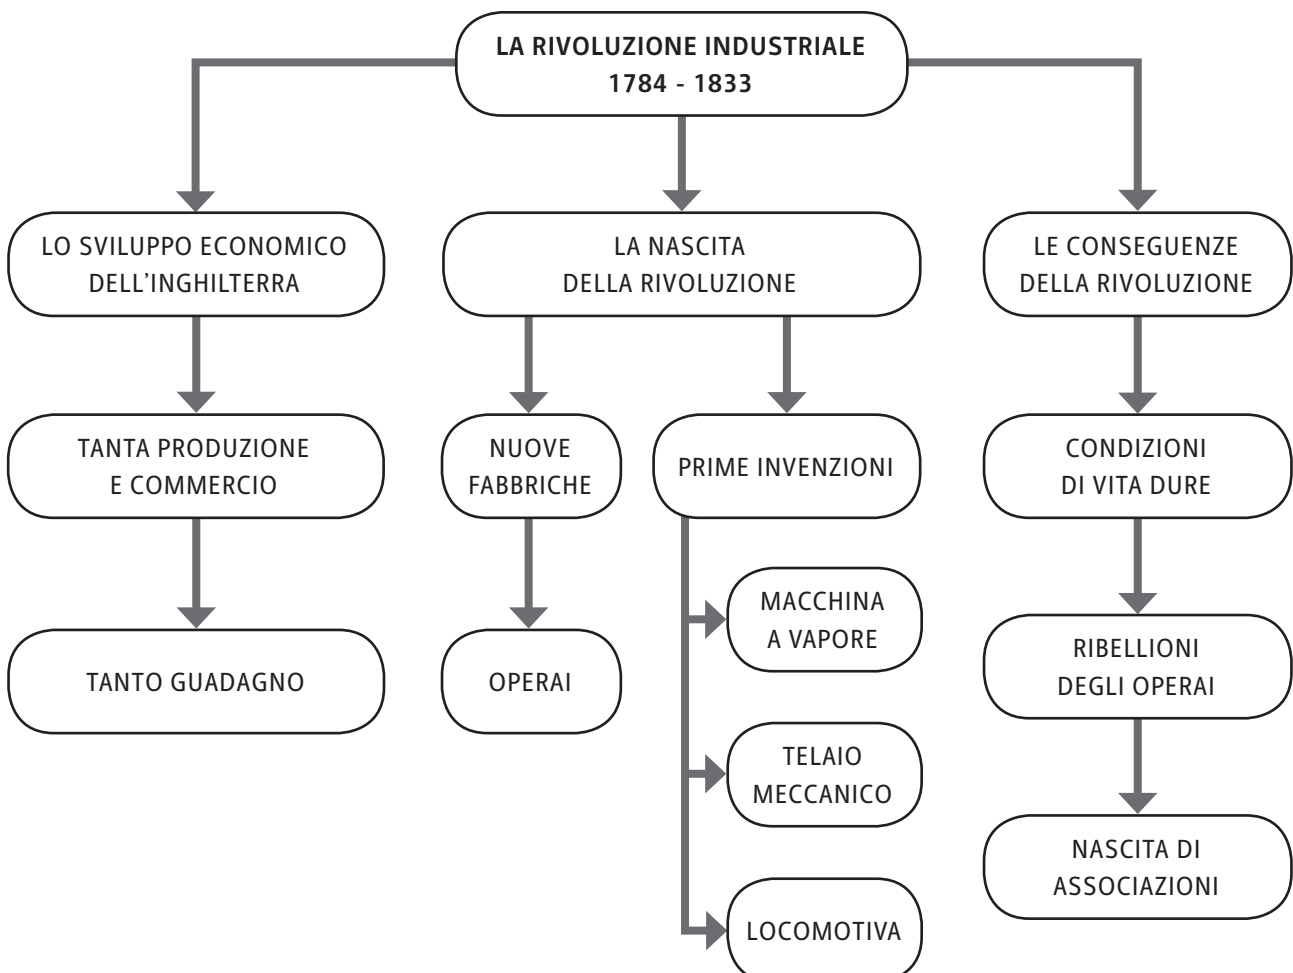 LA RIVOLUZIONE INDUSTRIALE
1784 - 1833
LO SVILUPPO ECONOMICO
DELL'INGHILTERRA
LA NASCITA
DELLA RIVOLUZIONE
LE CONSEGUENZE
DELLA RIVOLUZIONE
TANTA PRODUZIONE
E COMMERCIO
NUOVE
FABBRICHE
PRIME INVENZIONI
CONDIZIONI
DI VITA DURE
TANTO GUADAGNO
OPERAI
MACCHINA
A VAPORE
TELAIO
MECCANICO
LOCOMOTIVA
RIBELLIONI
DEGLI OPERAI
NASCITA DI
ASSOCIAZIONI